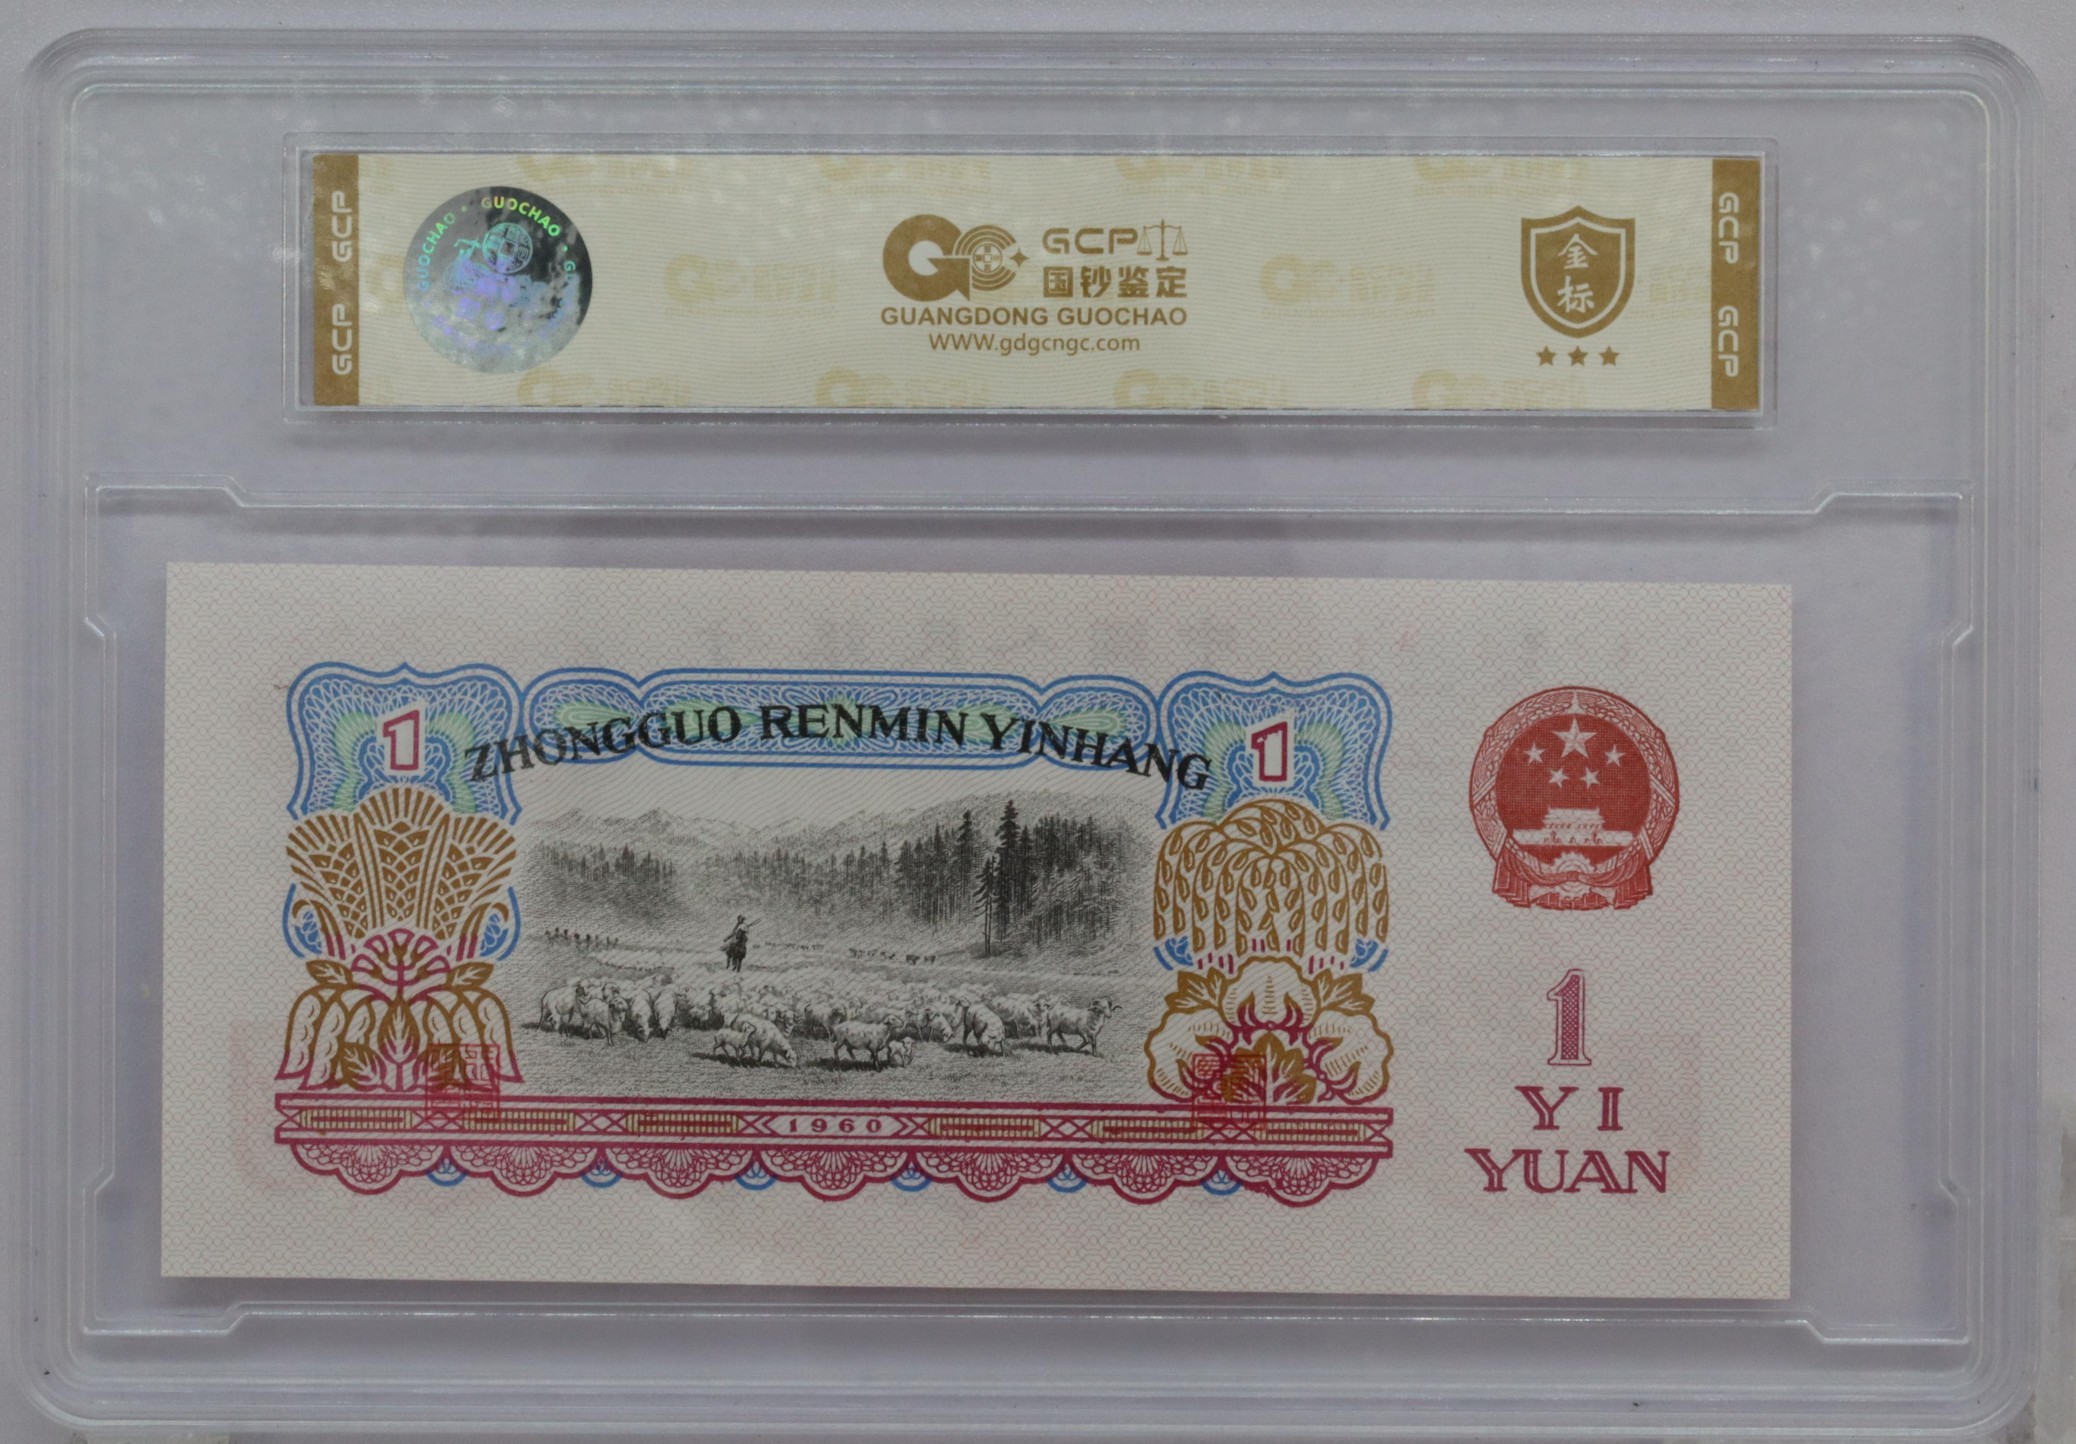 GCP GCP
GUOCHAO · GUOCHAO · G
GCP
国钞鉴定
GUANGDONG GUOCHAO
WWW.gdgcngc.com
金标
GCP GCP
1
ZHONGGUO RENMIN YINHANG
1
1960
1
YI
YUAN